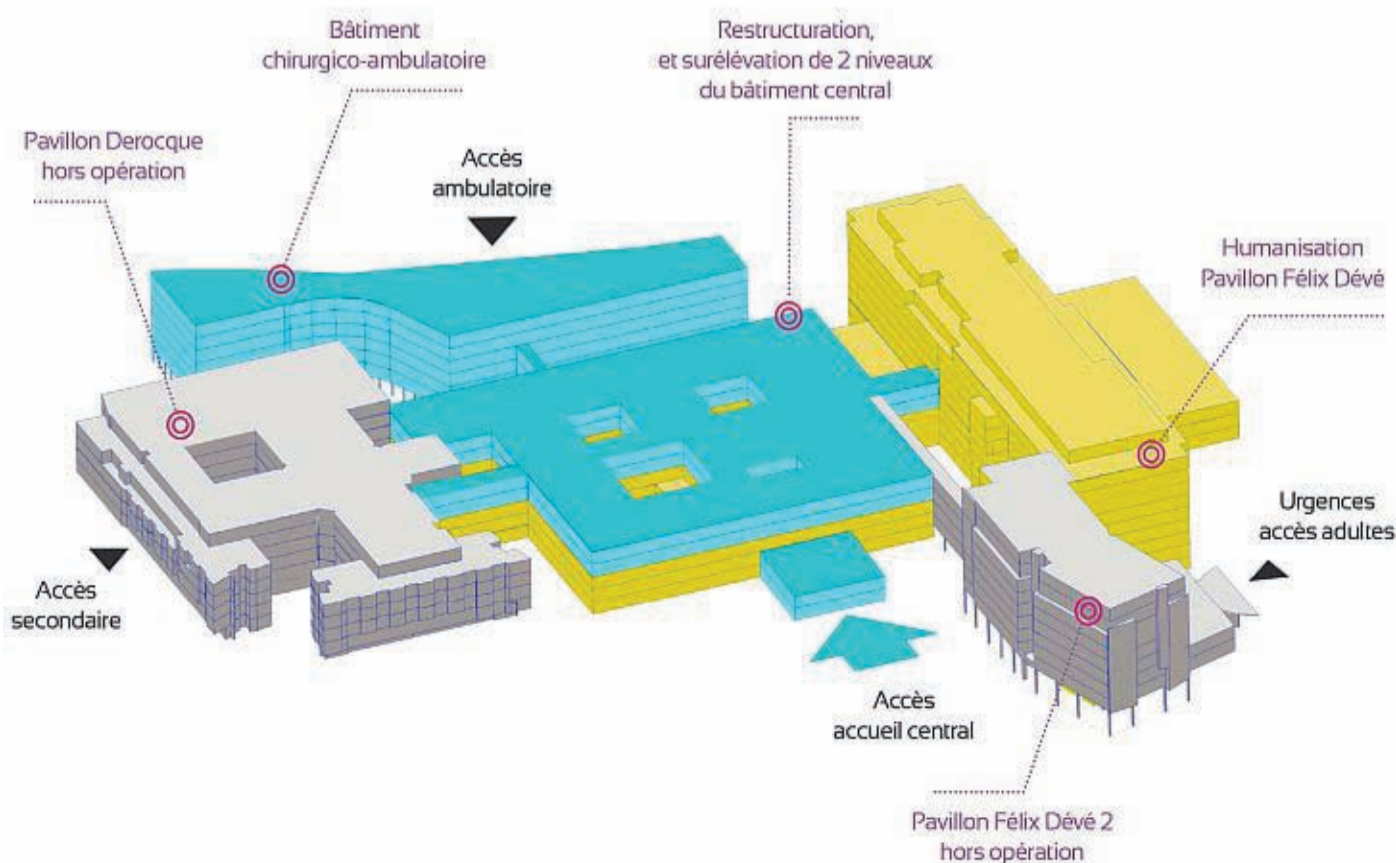 Bâtiment
chirurgico-ambulatoire
Restructuration,
et surélévation de 2 niveaux
du bâtiment central
Pavillon Derocque
hors opération
Accès
ambulatoire
Humanisation
Pavillon Félix Dévé
Urgences
accès adultes
Accès
secondaire
Accès
accueil central
Pavillon Félix Dévé 2
hors opération